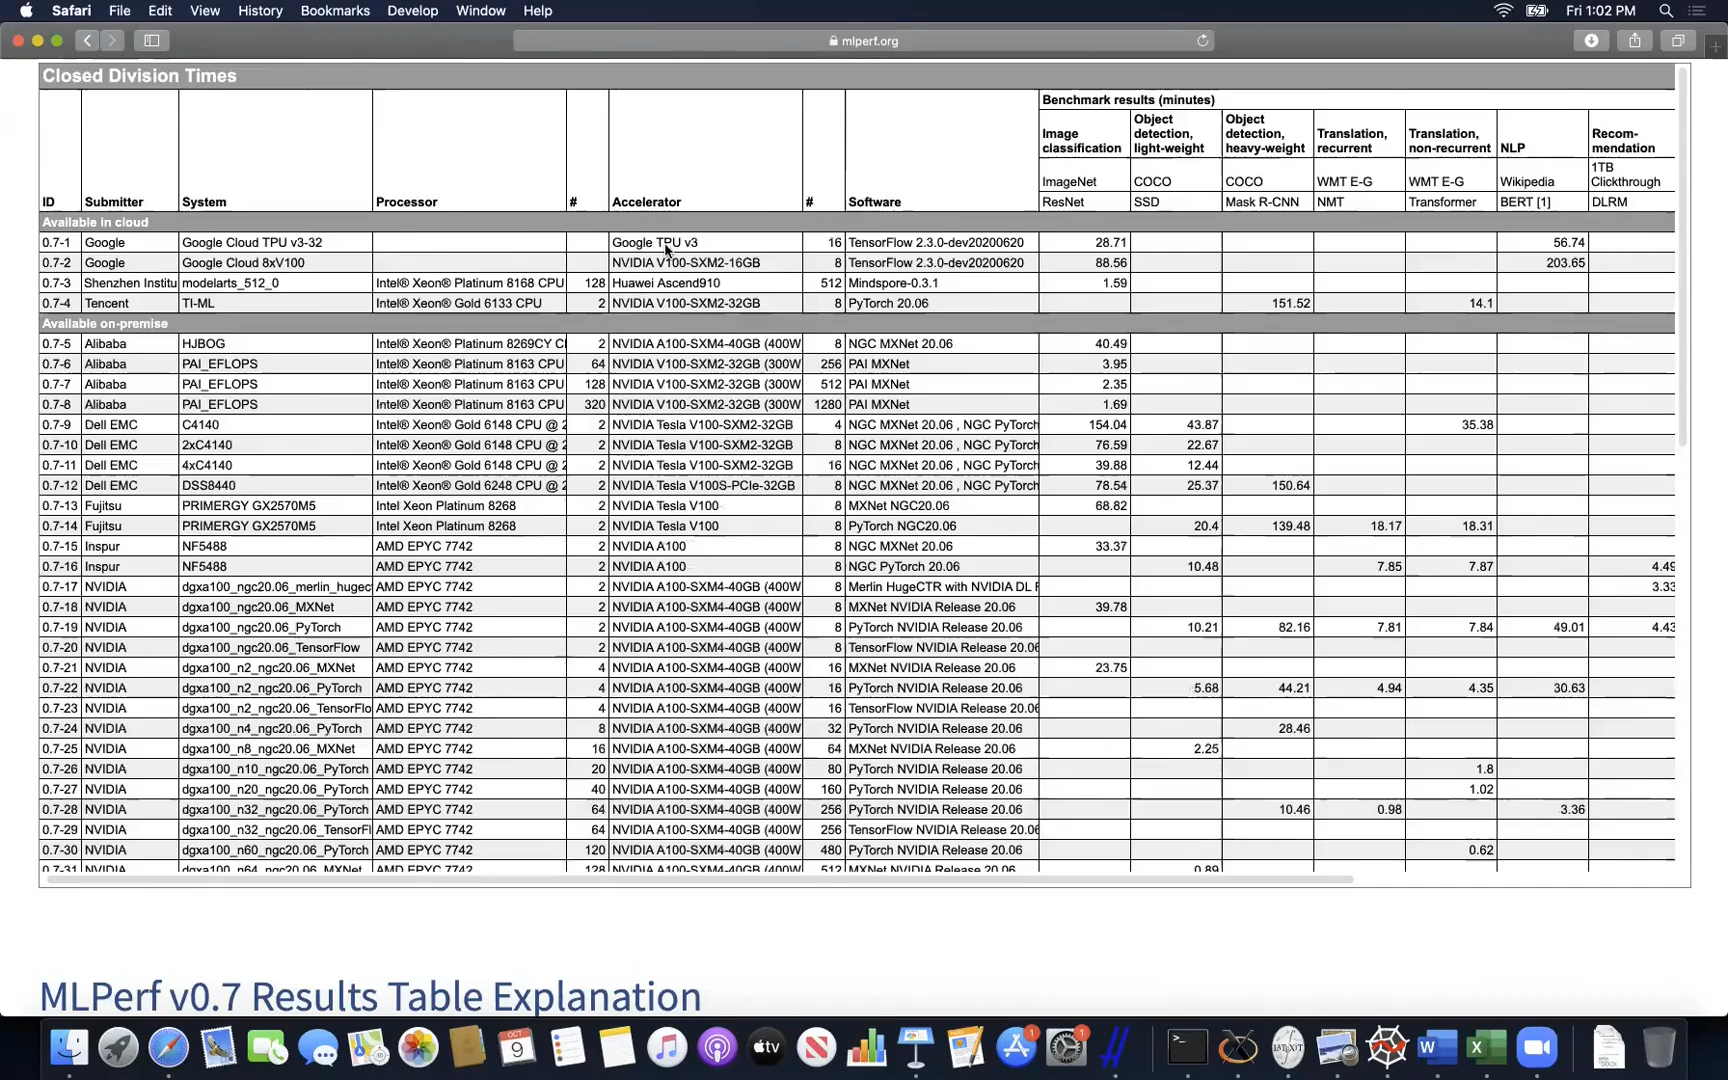 Safari File Edit View History Bookmarks Develop Window Help Fri 1:02 PM
mlperf.org
Closed Division Times
Benchmark results (minutes)
Image classification Object detection, light-weight Object detection, heavy-weight Translation, recurrent Translation, non-recurrent NLP Recom-mendation
ImageNet COCO COCO WMT E-G WMT E-G Wikipedia 1TB Clickthrough
ID Submitter System Processor # Accelerator # Software ResNet SSD Mask R-CNN NMT Transformer BERT [1] DLRM
Available in cloud
0.7-1 Google Google Cloud TPU v3-32 Google TPU v3 16 TensorFlow 2.3.0-dev20200620 28.71 56.74
0.7-2 Google Google Cloud 8xV100 NVIDIA V100-SXM2-16GB 8 TensorFlow 2.3.0-dev20200620 88.56 203.65
0.7-3 Shenzhen Institu modelarts_512_0 Intel® Xeon® Platinum 8168 CPU 128 Huawei Ascend910 512 Mindspore-0.3.1 1.59
0.7-4 Tencent TI-ML Intel® Xeon® Gold 6133 CPU 2 NVIDIA V100-SXM2-32GB 8 PyTorch 20.06 151.52 14.1
Available on-premise
0.7-5 Alibaba HJBOG Intel® Xeon® Platinum 8269CY C 2 NVIDIA A100-SXM4-40GB (400W 8 NGC MXNet 20.06 40.49
0.7-6 Alibaba PAI_EFLOPS Intel® Xeon® Platinum 8163 CPU 64 NVIDIA V100-SXM2-32GB (300W 256 PAI MXNet 3.95
0.7-7 Alibaba PAI_EFLOPS Intel® Xeon® Platinum 8163 CPU 128 NVIDIA V100-SXM2-32GB (300W 512 PAI MXNet 2.35
0.7-8 Alibaba PAI_EFLOPS Intel® Xeon® Platinum 8163 CPU 320 NVIDIA V100-SXM2-32GB (300W 1280 PAI MXNet 1.69
0.7-9 Dell EMC C4140 Intel® Xeon® Gold 6148 CPU @ 2 2 NVIDIA Tesla V100-SXM2-32GB 4 NGC MXNet 20.06 , NGC PyTorch 154.04 43.87 35.38
0.7-10 Dell EMC 2xC4140 Intel® Xeon® Gold 6148 CPU @ 2 2 NVIDIA Tesla V100-SXM2-32GB 8 NGC MXNet 20.06 , NGC PyTorch 76.59 22.67
0.7-11 Dell EMC 4xC4140 Intel® Xeon® Gold 6148 CPU @ 2 2 NVIDIA Tesla V100-SXM2-32GB 16 NGC MXNet 20.06 , NGC PyTorch 39.88 12.44
0.7-12 Dell EMC DSS8440 Intel® Xeon® Gold 6248 CPU @ 2 2 NVIDIA Tesla V100S-PCIe-32GB 8 NGC MXNet 20.06 , NGC PyTorch 78.54 25.37 150.64
0.7-13 Fujitsu PRIMERGY GX2570M5 Intel Xeon Platinum 8268 2 NVIDIA Tesla V100 8 MXNet NGC20.06 68.82
0.7-14 Fujitsu PRIMERGY GX2570M5 Intel Xeon Platinum 8268 2 NVIDIA Tesla V100 8 PyTorch NGC20.06 20.4 139.48 18.17 18.31
0.7-15 Inspur NF5488 AMD EPYC 7742 2 NVIDIA A100 8 NGC MXNet 20.06 33.37
0.7-16 Inspur NF5488 AMD EPYC 7742 2 NVIDIA A100 8 NGC PyTorch 20.06 10.48 7.85 7.87 4.49
0.7-17 NVIDIA dgxa100_ngc20.06_merlin_hugec AMD EPYC 7742 2 NVIDIA A100-SXM4-40GB (400W 8 Merlin HugeCTR with NVIDIA DL F 3.33
0.7-18 NVIDIA dgxa100_ngc20.06_MXNet AMD EPYC 7742 2 NVIDIA A100-SXM4-40GB (400W 8 MXNet NVIDIA Release 20.06 39.78
0.7-19 NVIDIA dgxa100_ngc20.06_PyTorch AMD EPYC 7742 2 NVIDIA A100-SXM4-40GB (400W 8 PyTorch NVIDIA Release 20.06 10.21 82.16 7.81 7.84 49.01 4.43
0.7-20 NVIDIA dgxa100_ngc20.06_TensorFlow AMD EPYC 7742 2 NVIDIA A100-SXM4-40GB (400W 8 TensorFlow NVIDIA Release 20.06
0.7-21 NVIDIA dgxa100_n2_ngc20.06_MXNet AMD EPYC 7742 4 NVIDIA A100-SXM4-40GB (400W 16 MXNet NVIDIA Release 20.06 23.75
0.7-22 NVIDIA dgxa100_n2_ngc20.06_PyTorch AMD EPYC 7742 4 NVIDIA A100-SXM4-40GB (400W 16 PyTorch NVIDIA Release 20.06 5.68 44.21 4.94 4.35 30.63
0.7-23 NVIDIA dgxa100_n2_ngc20.06_TensorFlo AMD EPYC 7742 4 NVIDIA A100-SXM4-40GB (400W 16 TensorFlow NVIDIA Release 20.06
0.7-24 NVIDIA dgxa100_n4_ngc20.06_PyTorch AMD EPYC 7742 8 NVIDIA A100-SXM4-40GB (400W 32 PyTorch NVIDIA Release 20.06 28.46
0.7-25 NVIDIA dgxa100_n8_ngc20.06_MXNet AMD EPYC 7742 16 NVIDIA A100-SXM4-40GB (400W 64 MXNet NVIDIA Release 20.06 2.25
0.7-26 NVIDIA dgxa100_n10_ngc20.06_PyTorch AMD EPYC 7742 20 NVIDIA A100-SXM4-40GB (400W 80 PyTorch NVIDIA Release 20.06 1.8
0.7-27 NVIDIA dgxa100_n20_ngc20.06_PyTorch AMD EPYC 7742 40 NVIDIA A100-SXM4-40GB (400W 160 PyTorch NVIDIA Release 20.06 1.02
0.7-28 NVIDIA dgxa100_n32_ngc20.06_PyTorch AMD EPYC 7742 64 NVIDIA A100-SXM4-40GB (400W 256 PyTorch NVIDIA Release 20.06 10.46 0.98 3.36
0.7-29 NVIDIA dgxa100_n32_ngc20.06_TensorFl AMD EPYC 7742 64 NVIDIA A100-SXM4-40GB (400W 256 TensorFlow NVIDIA Release 20.06
0.7-30 NVIDIA dgxa100_n60_ngc20.06_PyTorch AMD EPYC 7742 120 NVIDIA A100-SXM4-40GB (400W 480 PyTorch NVIDIA Release 20.06 0.62
0.7-31 NVIDIA dgxa100_n64_ngc20.06_MXNet AMD EPYC 7742 128 NVIDIA A100-SXM4-40GB (400W 512 MXNet NVIDIA Release 20.06 0.89
MLPerf v0.7 Results Table Explanation
OCT 9 tv 1 1 LATEX W X DOCX